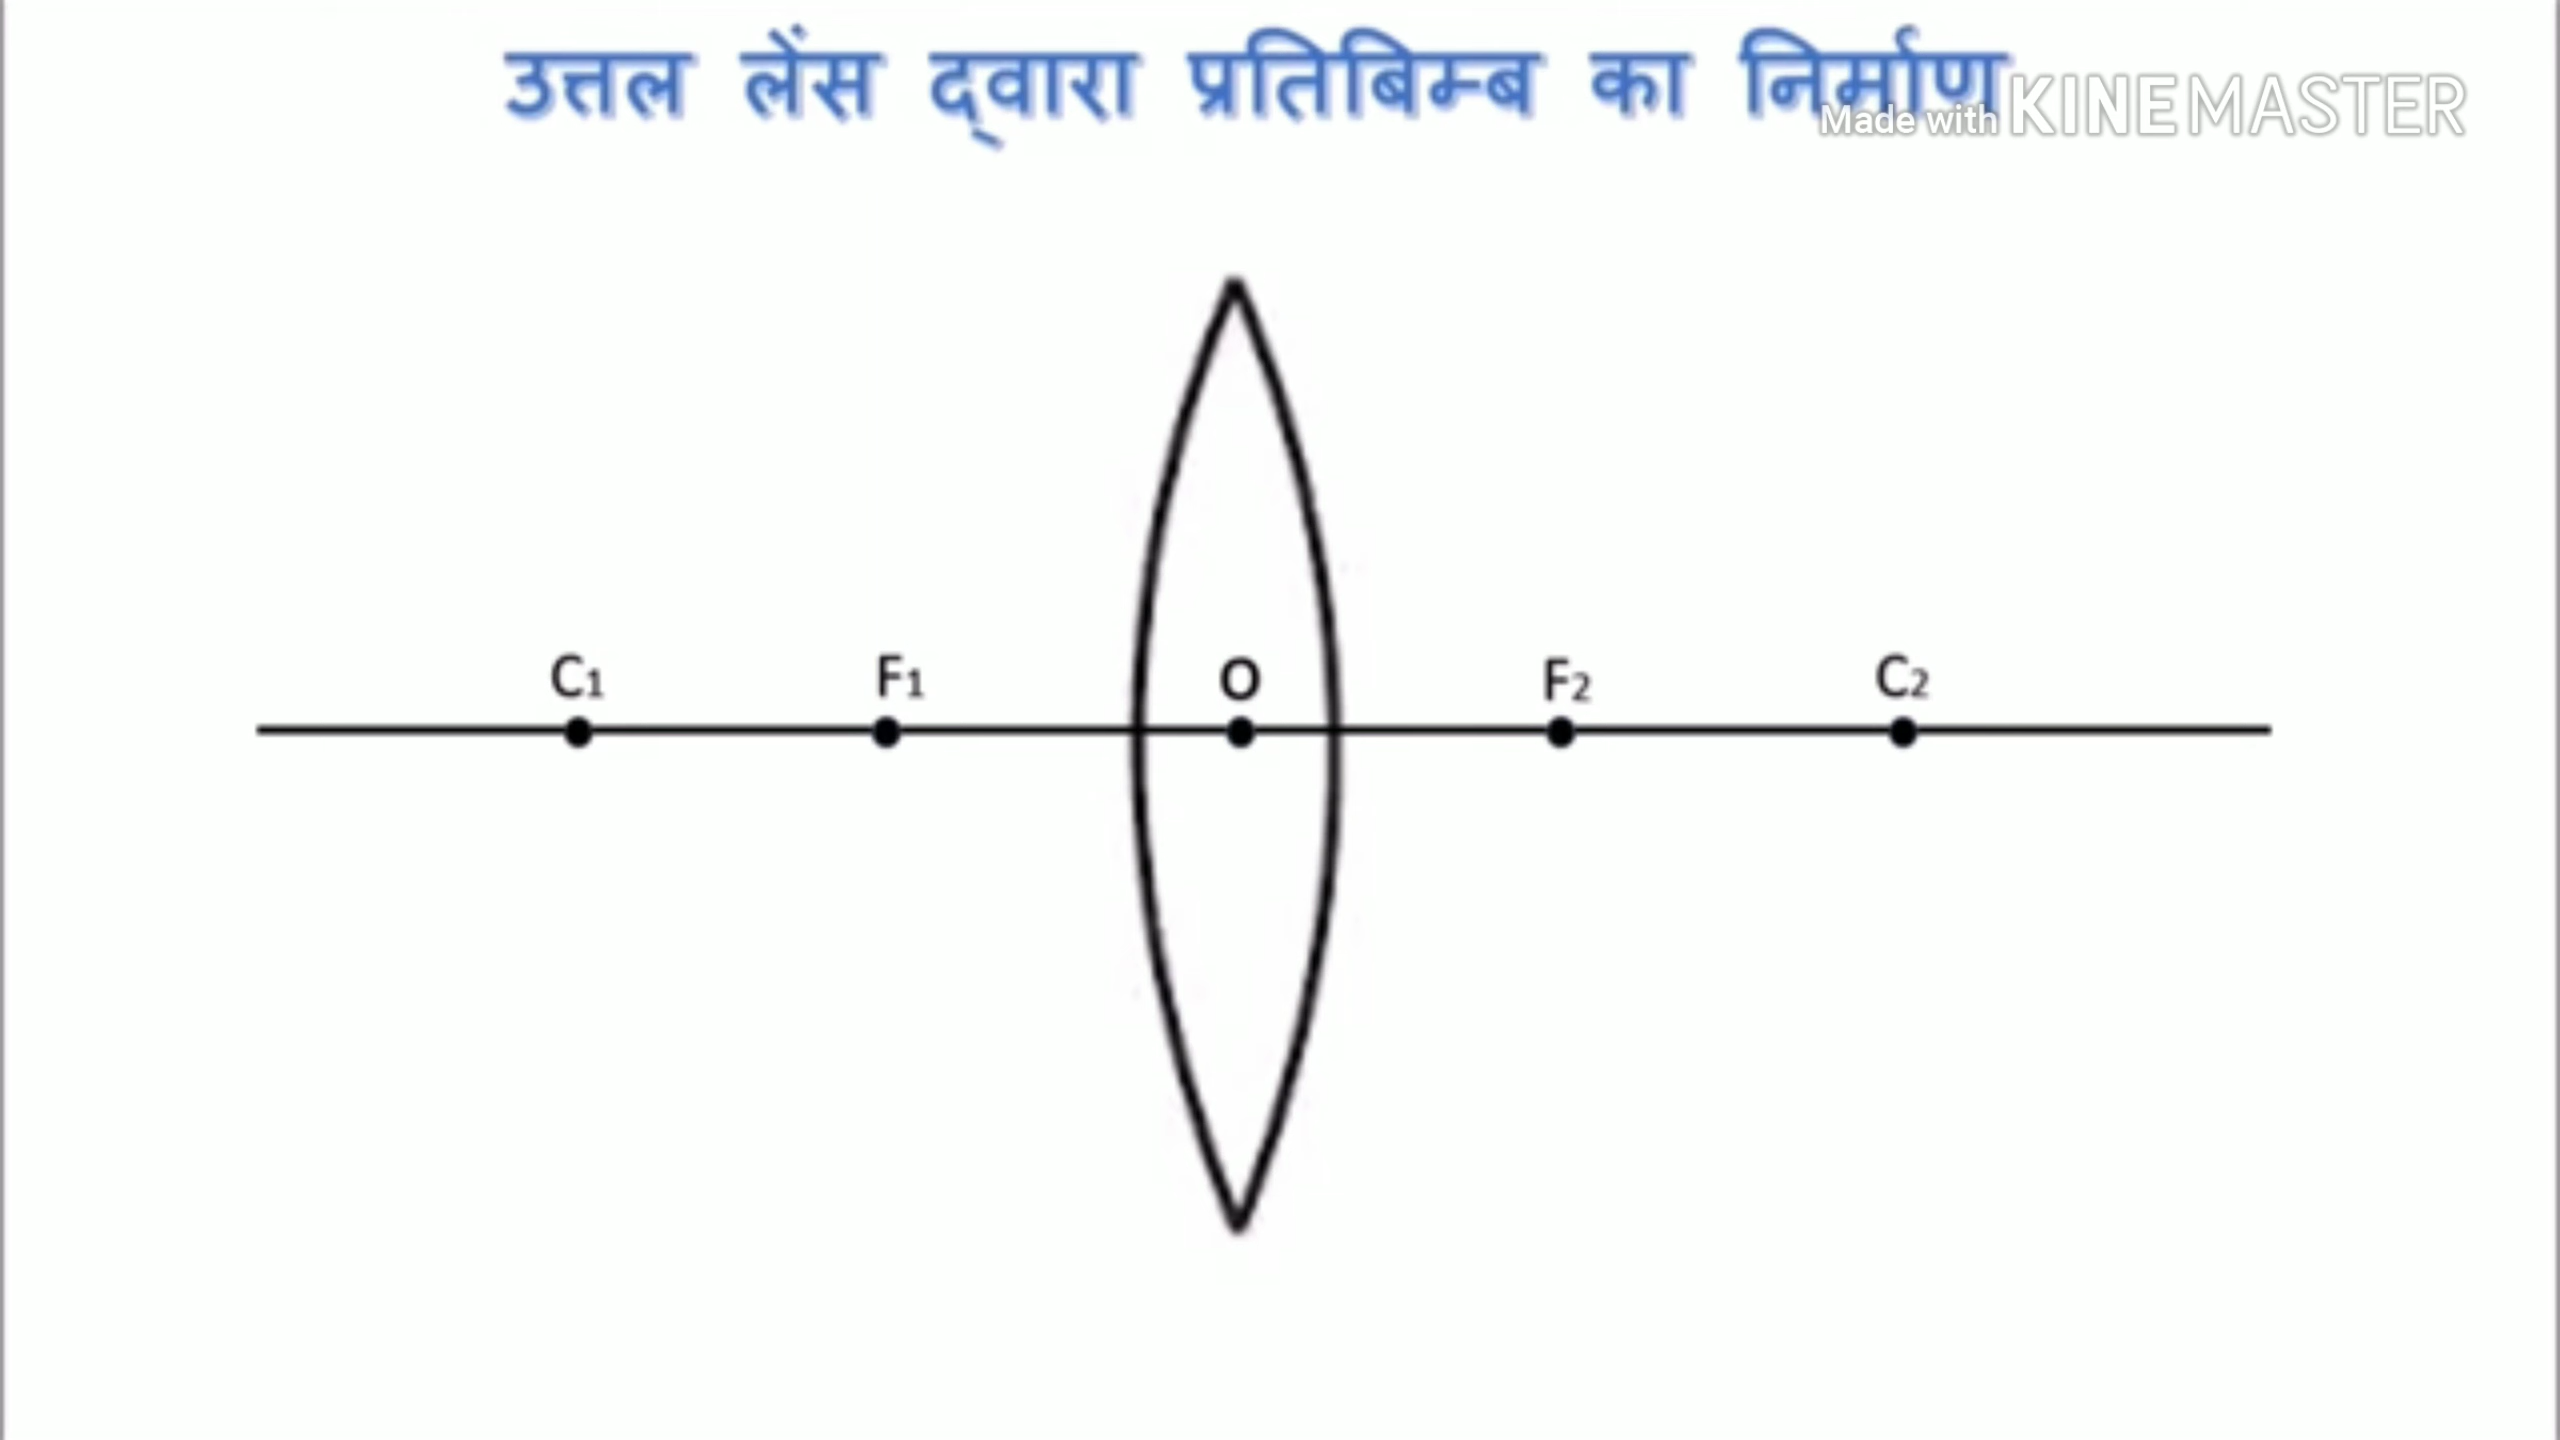 उत्तल लेंस द्वारा प्रतिबिम्ब का निर्माण
Made with KINEMASTER
C1 F1 O F2 C2